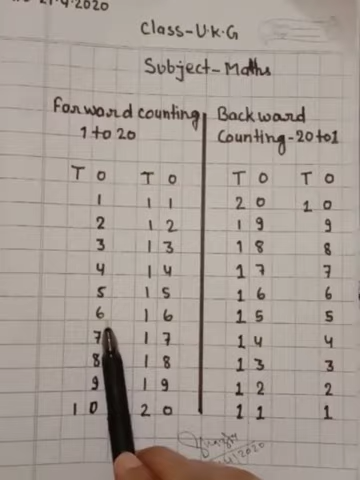 21.4.2020
Class-U.K.G
Subject-Maths
Forward counting
1 to 20
T O T O
1 1 1
2 1 2
3 1 3
4 1 4
5 1 5
6 1 6
7 1 7
8 1 8
9 1 9
1 0 2 0
Backward
Counting-20 to 1
T O T O
2 0 1 0
1 9 9
1 8 8
1 7 7
1 6 6
1 5 5
1 4 4
1 3 3
1 2 2
1 1 1